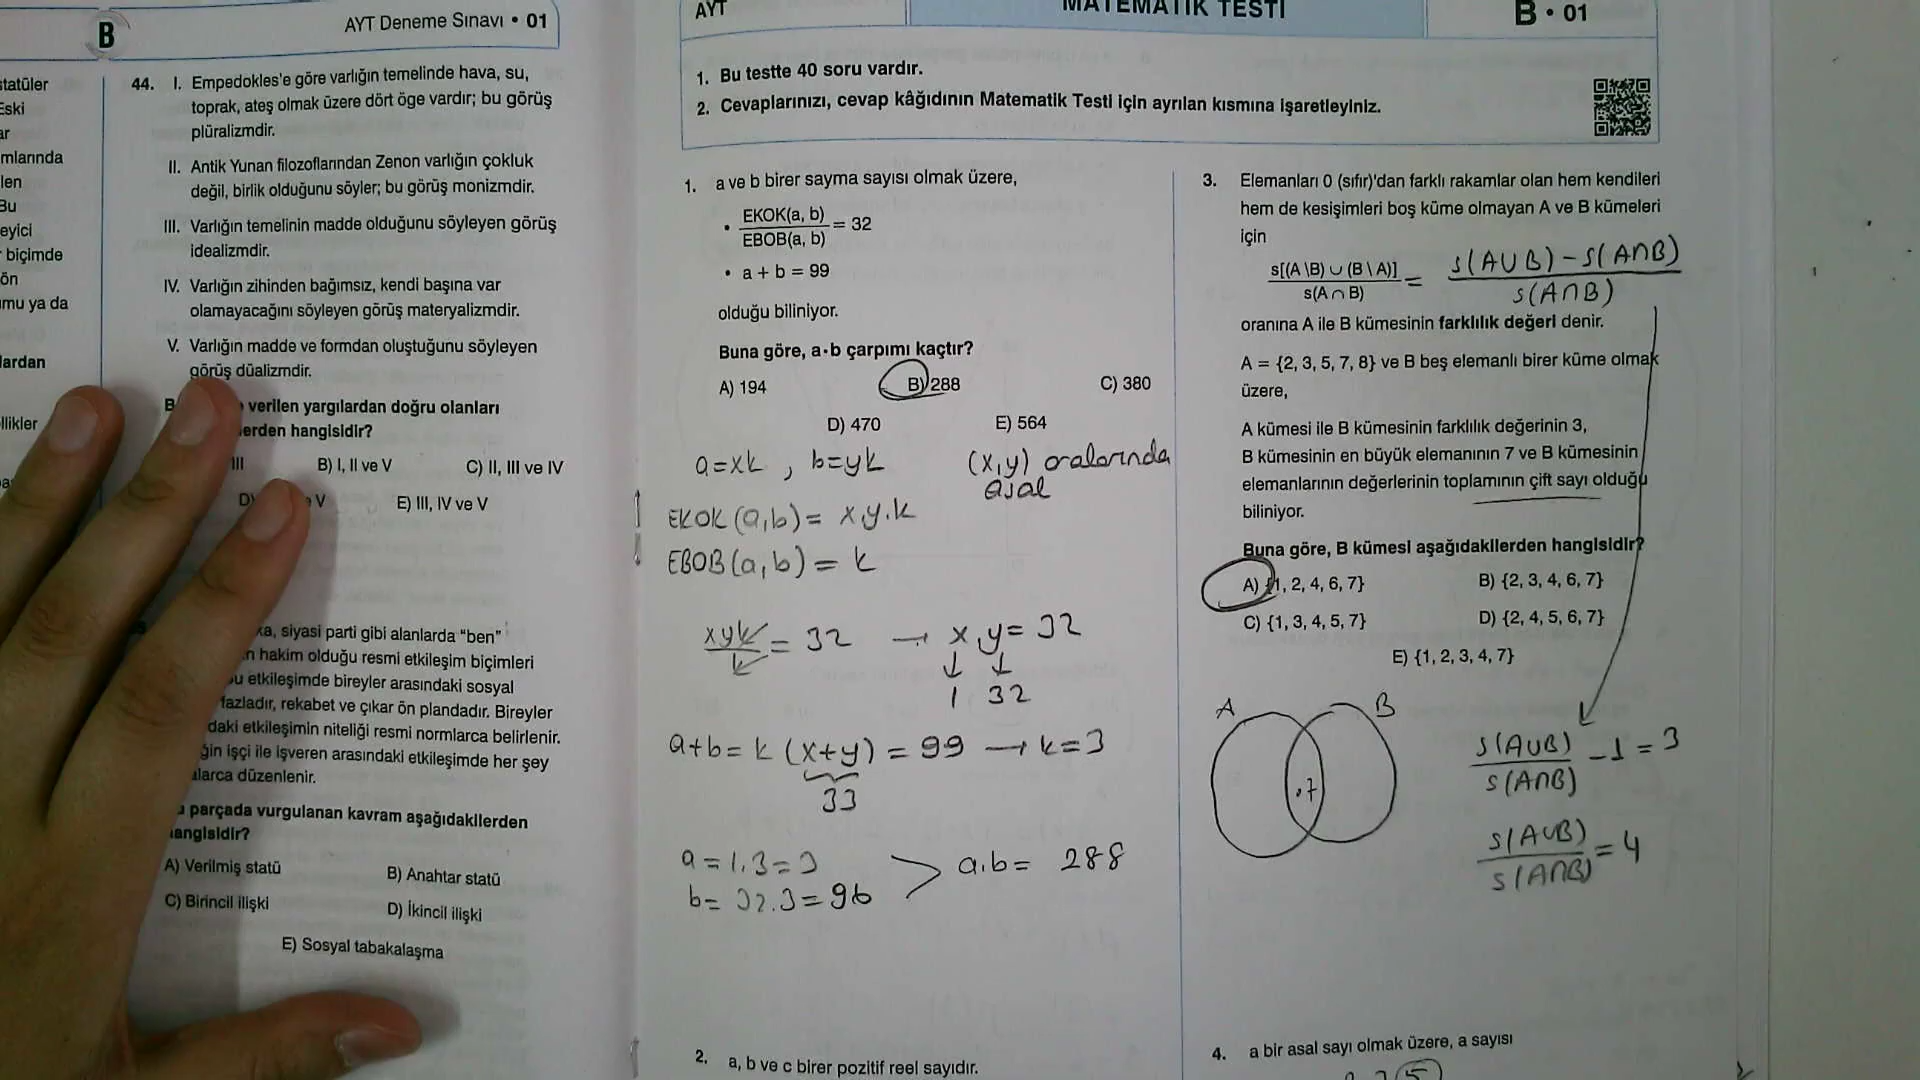 B
AYT Deneme Sınavı • 01
statüler
Eski
ar
mlarında
len
Bu
eyici
biçimde
ön
mu ya da
lardan
llikler
44. I. Empedokles'e göre varlığın temelinde hava, su,
toprak, ateş olmak üzere dört öge vardır; bu görüş
plüralizmdir.
II. Antik Yunan filozoflarından Zenon varlığın çokluk
değil, birlik olduğunu söyler; bu görüş monizmdir.
III. Varlığın temelinin madde olduğunu söyleyen görüş
idealizmdir.
IV. Varlığın zihinden bağımsız, kendi başına var
olamayacağını söyleyen görüş materyalizmdir.
V. Varlığın madde ve formdan oluştuğunu söyleyen
görüş düalizmdir.
B verilen yargılardan doğru olanları
erden hangisidir?
III B) I, II ve V C) II, III ve IV
D) V E) III, IV ve V
ka, siyasi parti gibi alanlarda "ben"
n hakim olduğu resmi etkileşim biçimleri
u etkileşimde bireyler arasındaki sosyal
fazladır, rekabet ve çıkar ön plandadır. Bireyler
daki etkileşimin niteliği resmi normlarca belirlenir.
ğin işçi ile işveren arasındaki etkileşimde her şey
larca düzenlenir.
parçada vurgulanan kavram aşağıdakilerden
hangisidir?
A) Verilmiş statü B) Anahtar statü
C) Birincil ilişki D) İkincil ilişki
E) Sosyal tabakalaşma
AYT MATEMATİK TESTİ B • 01
1. Bu testte 40 soru vardır.
2. Cevaplarınızı, cevap kâğıdının Matematik Testi için ayrılan kısmına işaretleyiniz.
1. a ve b birer sayma sayısı olmak üzere,
• EKOK(a, b) / EBOB(a, b) = 32
• a + b = 99
olduğu biliniyor.
Buna göre, a•b çarpımı kaçtır?
A) 194 B) 288 C) 380
D) 470 E) 564
a=xk , b=yk (x,y) aralarında
asal
EKOK(a,b)= x.y.k
EBOB(a,b) = k
xyk / k = 32 → x.y= 32
↓ ↓
1 32
a+b= k (x+y) = 99 → k=3
33
a = 1.3 = 3
b= 32.3 = 96 > a.b= 288
2. a, b ve c birer pozitif reel sayıdır.
3. Elemanları 0 (sıfır)'dan farklı rakamlar olan hem kendileri
hem de kesişimleri boş küme olmayan A ve B kümeleri
için
s[(A \ B) ∪ (B \ A)] / s(A ∩ B) = s(A∪B) - s(A∩B) / s(A∩B)
oranına A ile B kümesinin farklılık değeri denir.
A = {2, 3, 5, 7, 8} ve B beş elemanlı birer küme olmak
üzere,
A kümesi ile B kümesinin farklılık değerinin 3,
B kümesinin en büyük elemanının 7 ve B kümesinin
elemanlarının değerlerinin toplamının çift sayı olduğu
biliniyor.
Buna göre, B kümesi aşağıdakilerden hangisidir?
A) {1, 2, 4, 6, 7} B) {2, 3, 4, 6, 7}
C) {1, 3, 4, 5, 7} D) {2, 4, 5, 6, 7}
E) {1, 2, 3, 4, 7}
A B
.7
s(A∪B) / s(A∩B) - 1 = 3
s(A∪B) / s(A∩B) = 4
4. a bir asal sayı olmak üzere, a sayısı